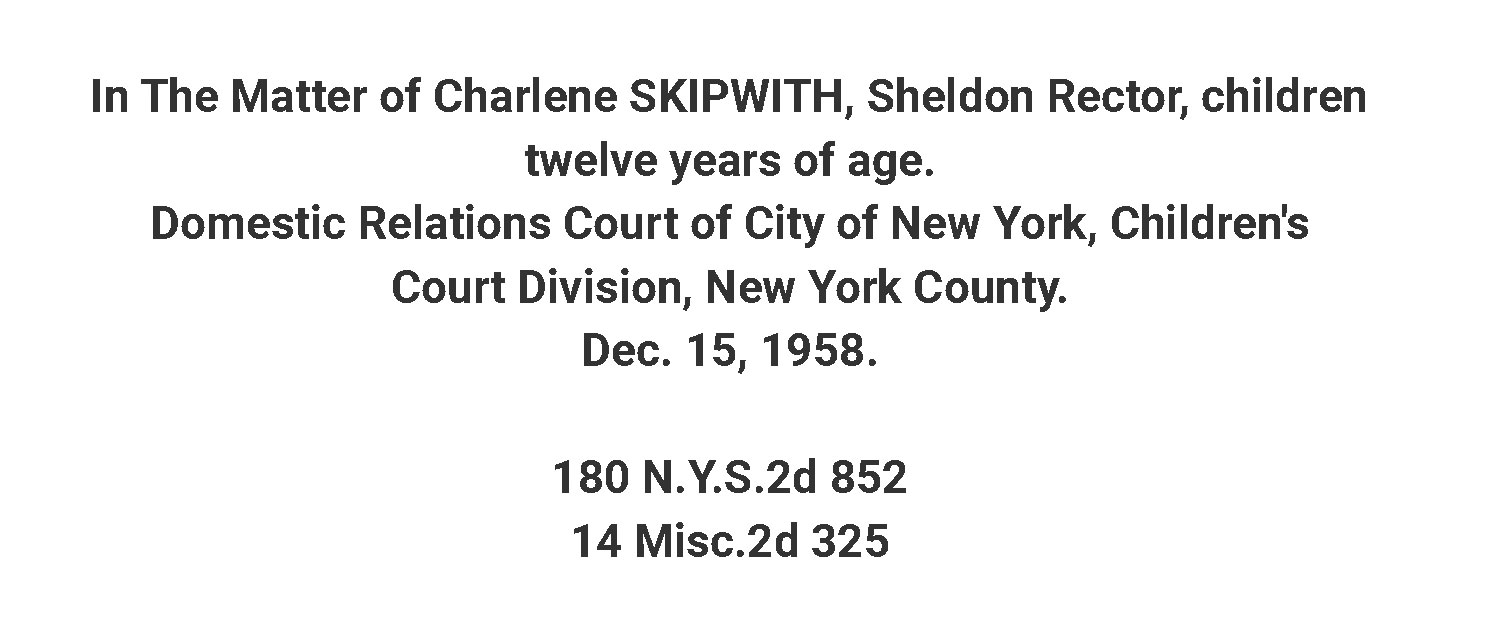 In The Matter of Charlene SKIPWITH, Sheldon Rector, children
twelve years of age.
Domestic Relations Court of City of New York, Children's
Court Division, New York County.
Dec. 15, 1958.
180 N.Y.S.2d 852
14 Misc.2d 325